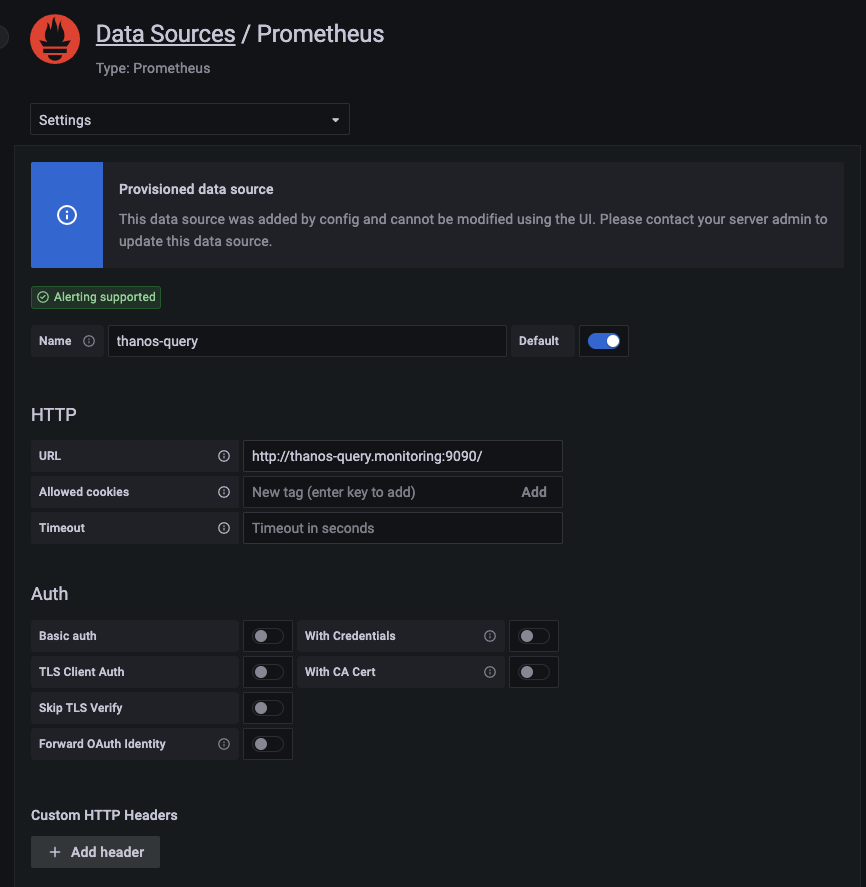 Data Sources / Prometheus
Type: Prometheus
Settings
Provisioned data source
This data source was added by config and cannot be modified using the UI. Please contact your server admin to
update this data source.
Alerting supported
Name thanos-query Default
HTTP
URL http://thanos-query.monitoring:9090/
Allowed cookies New tag (enter key to add) Add
Timeout Timeout in seconds
Auth
Basic auth With Credentials
TLS Client Auth With CA Cert
Skip TLS Verify
Forward OAuth Identity
Custom HTTP Headers
+ Add header